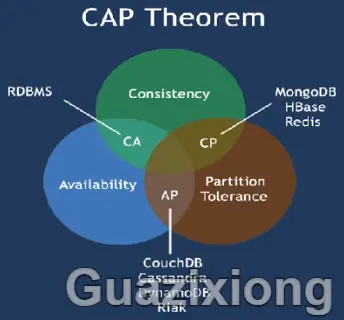 CAP Theorem
RDBMS
Consistency
MongoDB
HBase
Redis
CA
CP
Availability
Partition
Tolerance
AP
CouchDB
Cassandra
DynamoDB
Riak
Guazixiong